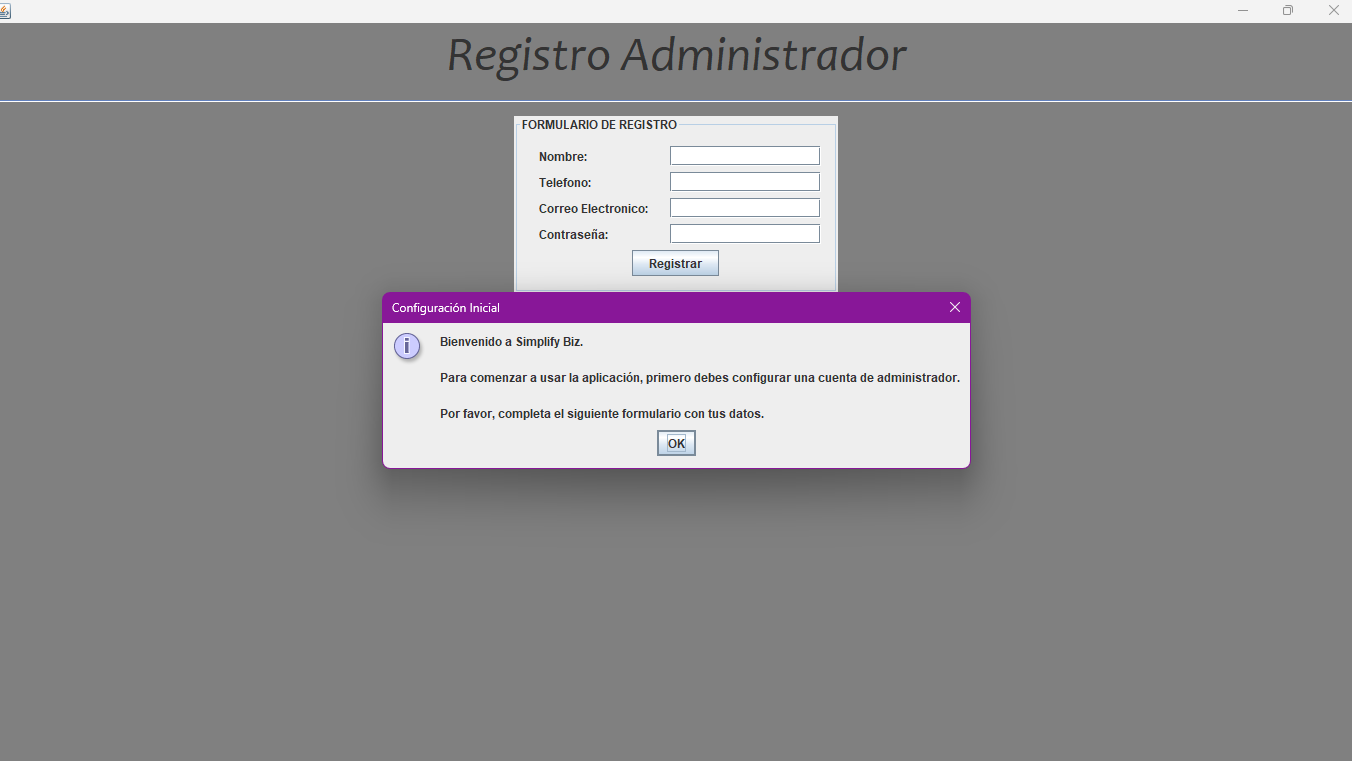 Registro Administrador
FORMULARIO DE REGISTRO
Nombre:
Telefono:
Correo Electronico:
Contraseña:
Registrar
Configuración Inicial
Bienvenido a Simplify Biz.
Para comenzar a usar la aplicación, primero debes configurar una cuenta de administrador.
Por favor, completa el siguiente formulario con tus datos.
OK